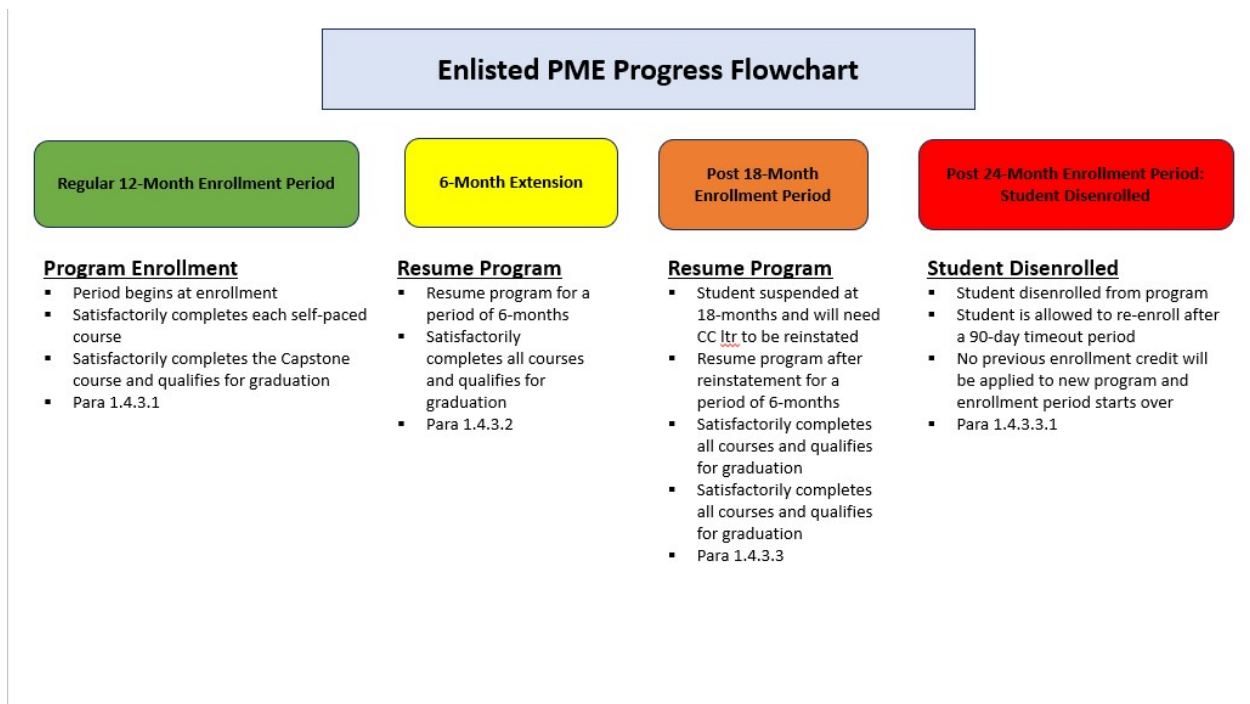 Enlisted PME Progress Flowchart
Regular 12-Month Enrollment Period
6-Month Extension
Post 18-Month
Enrollment Period
Post 24-Month Enrollment Period:
Student Disenrolled
Program Enrollment
▪ Period begins at enrollment
▪ Satisfactorily completes each self-paced
course
▪ Satisfactorily completes the Capstone
course and qualifies for graduation
▪ Para 1.4.3.1
Resume Program
▪ Resume program for a
period of 6-months
▪ Satisfactorily
completes all courses
and qualifies for
graduation
▪ Para 1.4.3.2
Resume Program
▪ Student suspended at
18-months and will need
CC ltr to be reinstated
▪ Resume program after
reinstatement for a
period of 6-months
▪ Satisfactorily completes
all courses and qualifies
for graduation
▪ Satisfactorily completes
all courses and qualifies
for graduation
▪ Para 1.4.3.3
Student Disenrolled
▪ Student disenrolled from program
▪ Student is allowed to re-enroll after
a 90-day timeout period
▪ No previous enrollment credit will
be applied to new program and
enrollment period starts over
▪ Para 1.4.3.3.1